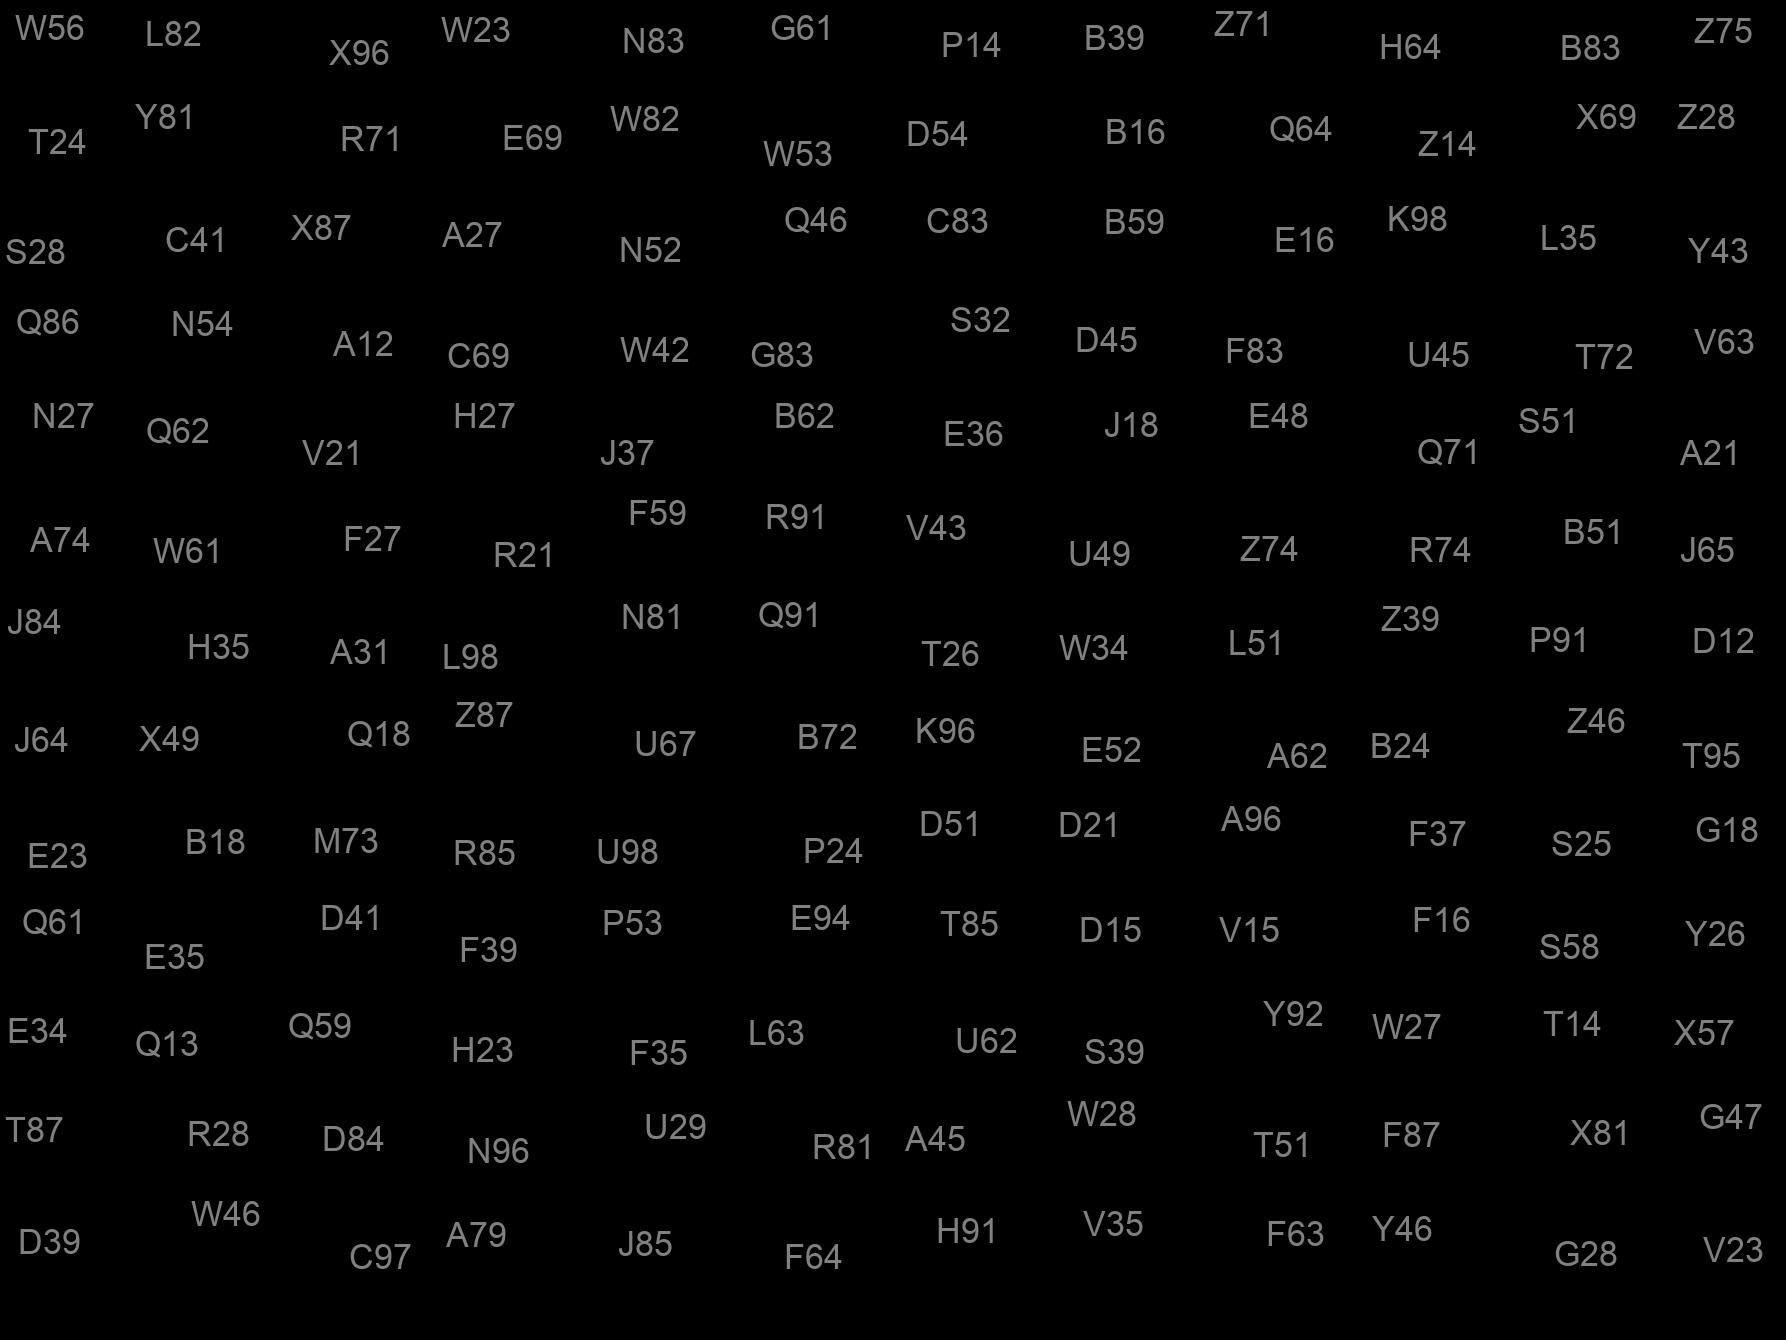 W56 L82 X96 W23 N83 G61 P14 B39 Z71 H64 B83 Z75
T24 Y81 R71 E69 W82 W53 D54 B16 Q64 Z14 X69 Z28
S28 C41 X87 A27 N52 Q46 C83 B59 E16 K98 L35 Y43
Q86 N54 A12 C69 W42 G83 S32 D45 F83 U45 T72 V63
N27 Q62 V21 H27 J37 B62 E36 J18 E48 Q71 S51 A21
A74 W61 F27 R21 F59 R91 V43 U49 Z74 R74 B51 J65
J84 H35 A31 L98 N81 Q91 T26 W34 L51 Z39 P91 D12
J64 X49 Q18 Z87 U67 B72 K96 E52 A62 B24 Z46 T95
E23 B18 M73 R85 U98 P24 D51 D21 A96 F37 S25 G18
Q61 E35 D41 F39 P53 E94 T85 D15 V15 F16 S58 Y26
E34 Q13 Q59 H23 F35 L63 U62 S39 Y92 W27 T14 X57
T87 R28 D84 N96 U29 R81 A45 W28 T51 F87 X81 G47
D39 W46 C97 A79 J85 F64 H91 V35 F63 Y46 G28 V23